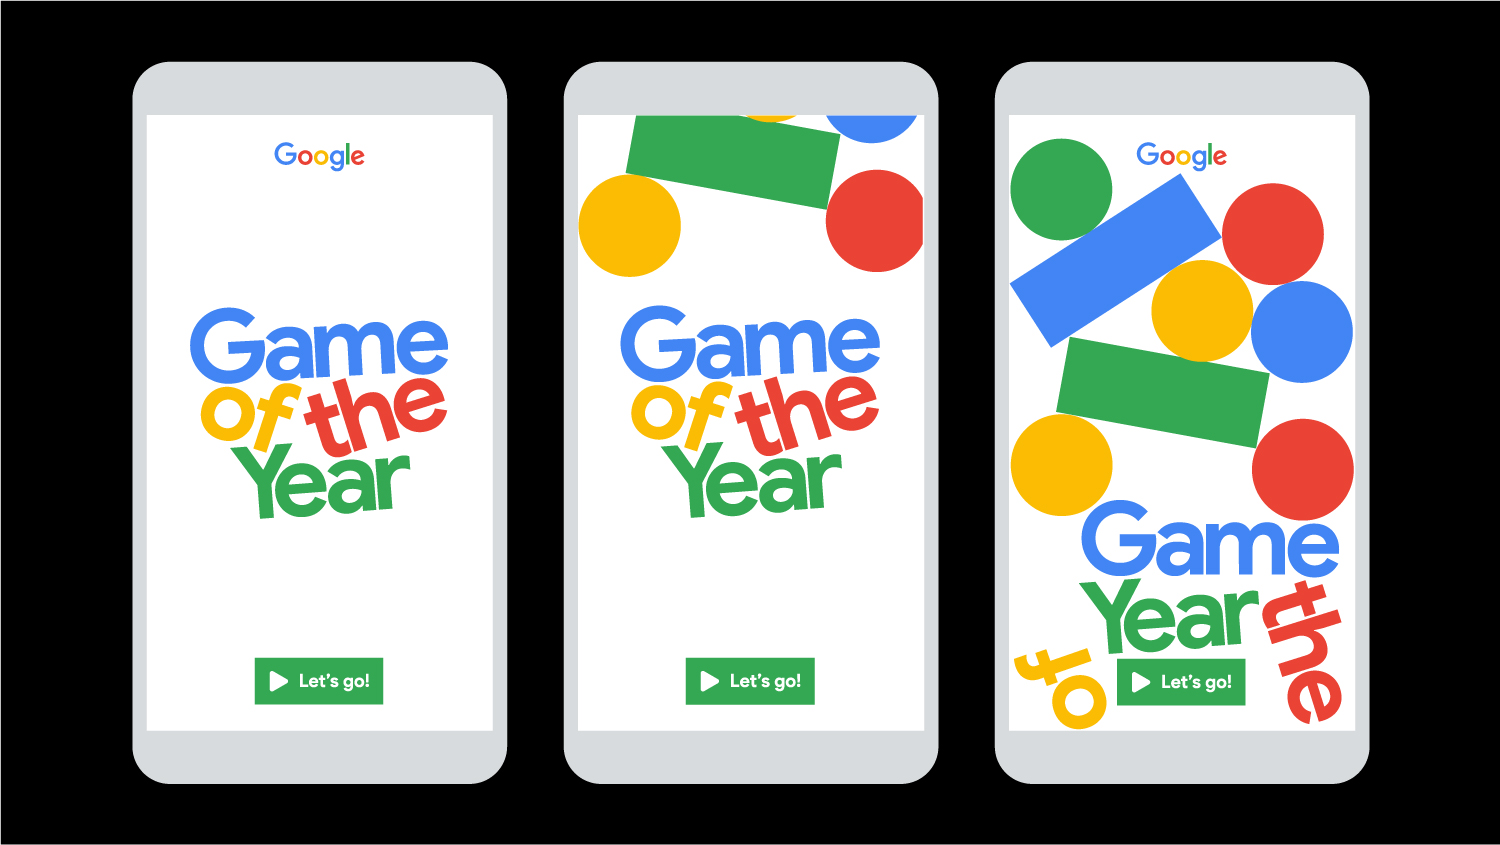 Google
Game
of the
Year
Let's go!
Game
of the
Year
Let's go!
Google
Game
Year the
of
Let's go!